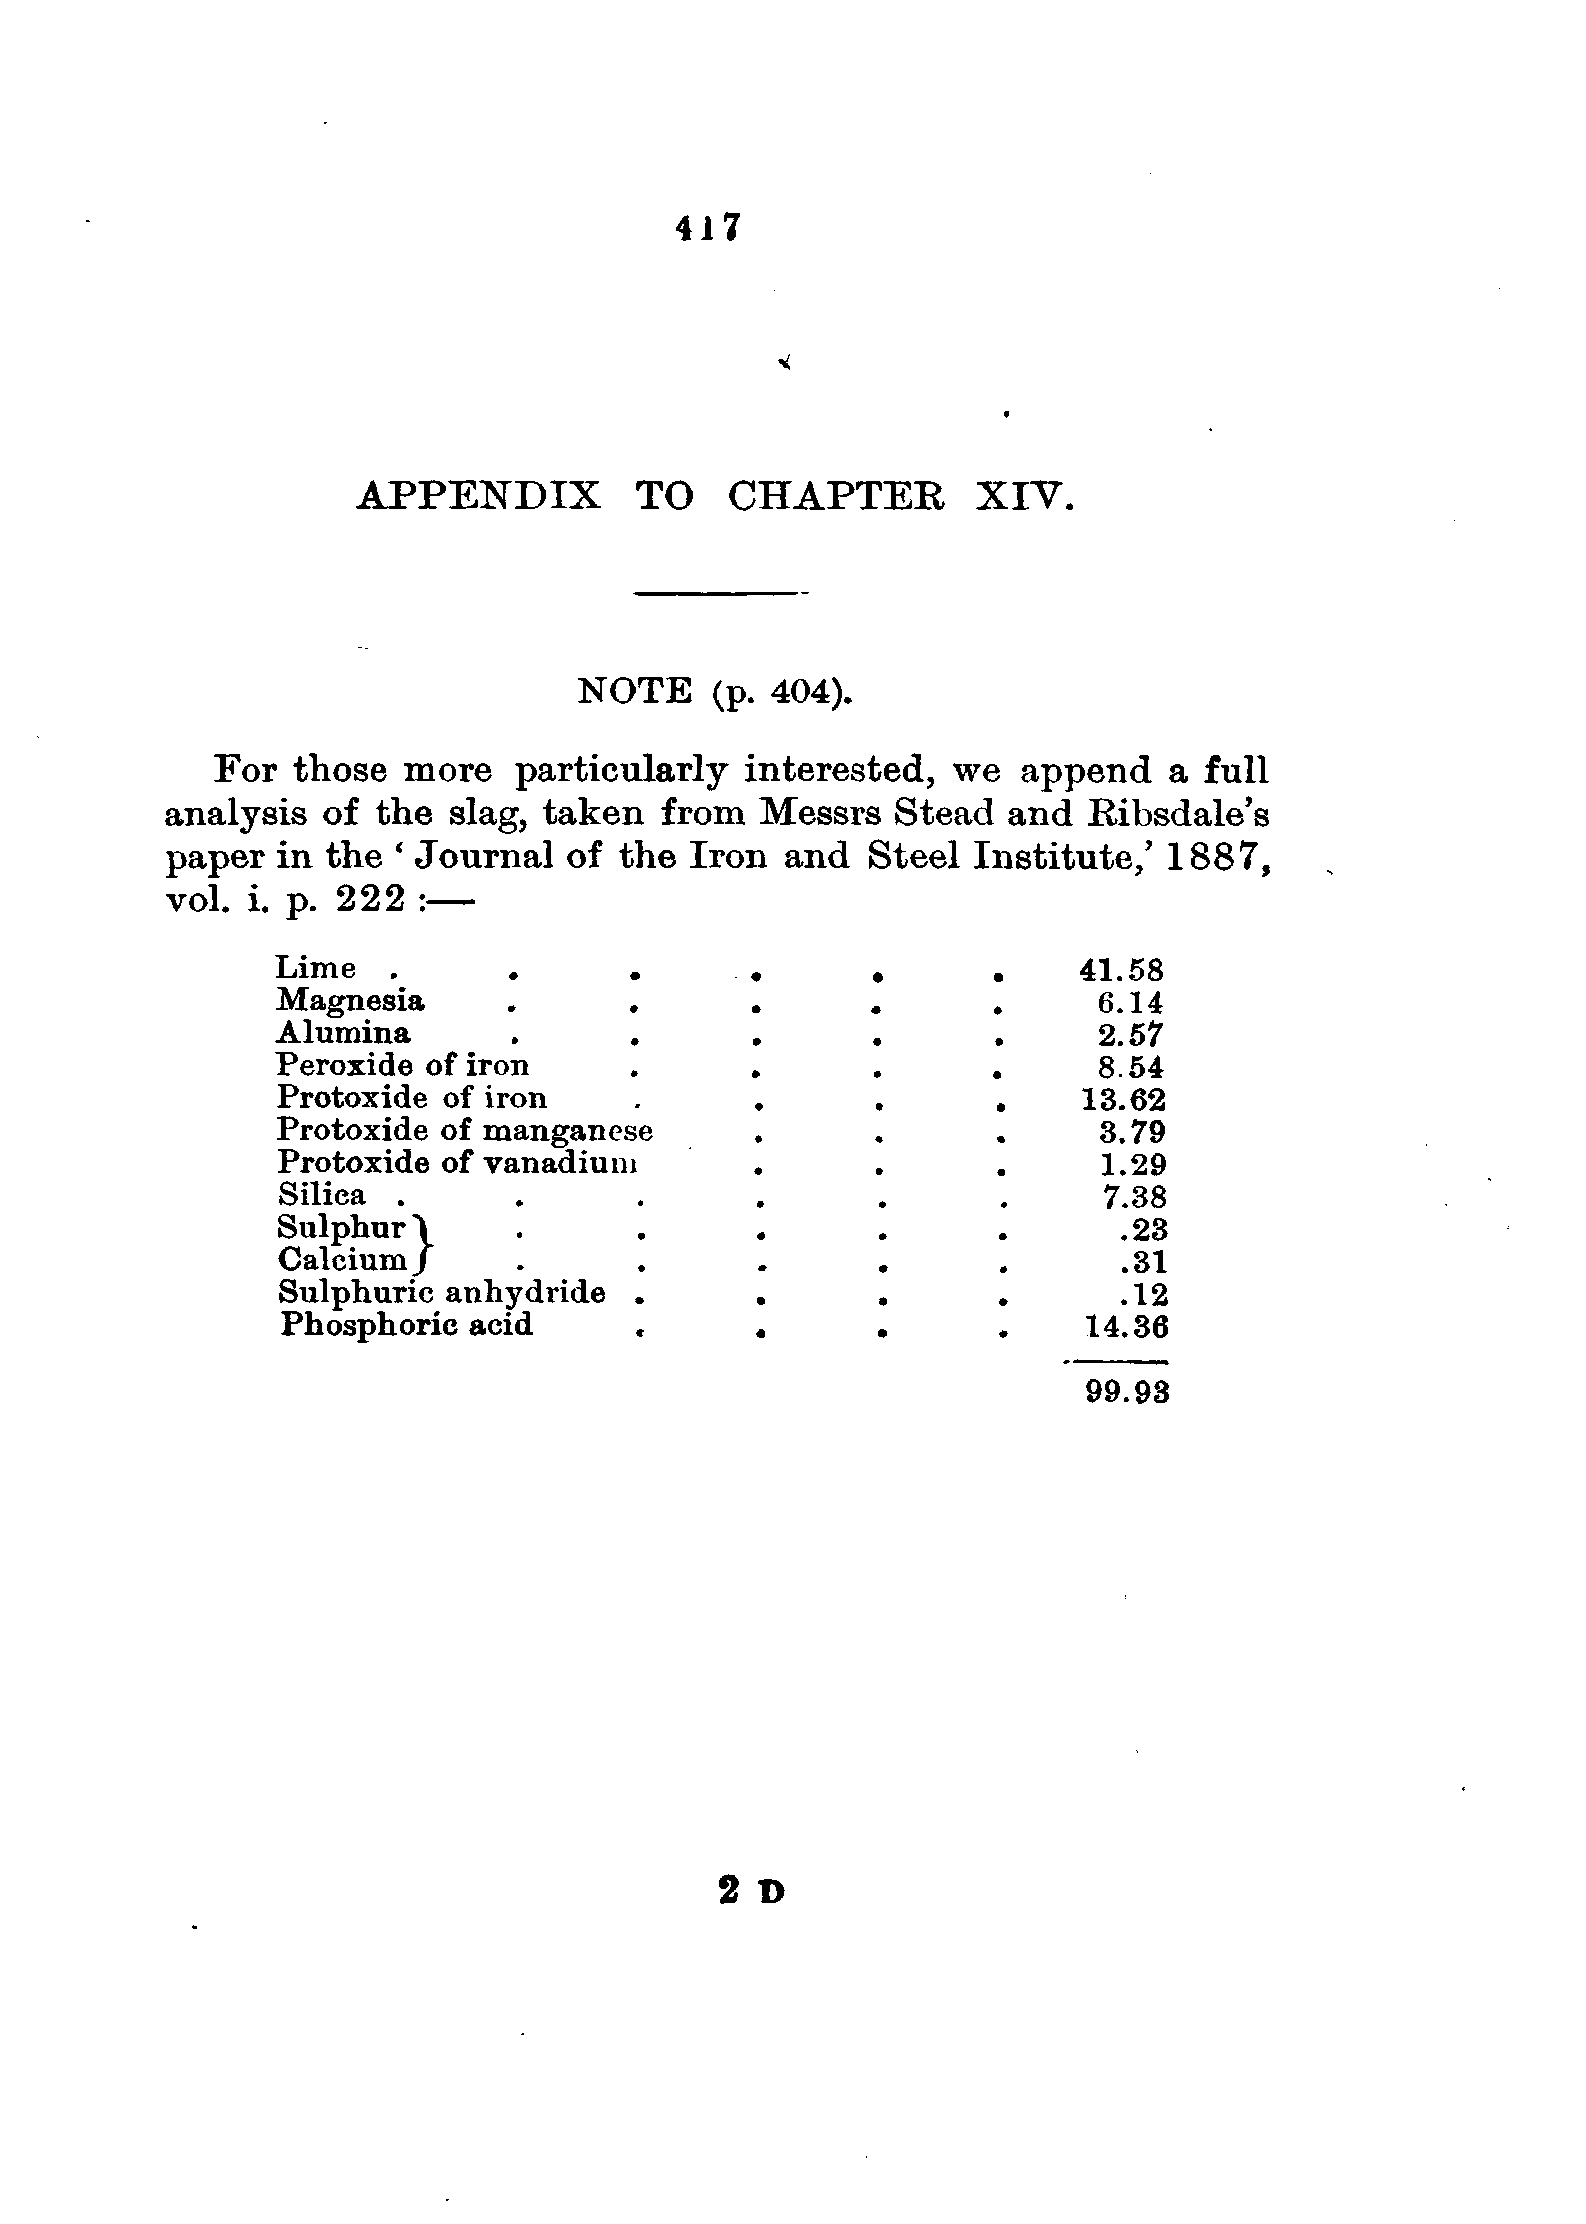 417
APPENDIX TO CHAPTER XIV.
NOTE (p. 404).
For those more particularly interested, we append a full
analysis of the slag, taken from Messrs Stead and Ribsdale's
paper in the ‘Journal of the Iron and Steel Institute,’ 1887,
vol. i. p. 222 :—
Lime . . . . . . 41.58
Magnesia . . . . . 6.14
Alumina . . . . . 2.57
Peroxide of iron . . . . 8.54
Protoxide of iron . . . . 13.62
Protoxide of manganese . . . 3.79
Protoxide of vanadium . . . 1.29
Silica . . . . . . 7.38
Sulphur } . . . . . .23
Calcium } . . . . . .31
Sulphuric anhydride . . . . .12
Phosphoric acid . . . . 14.36
99.93
2 D